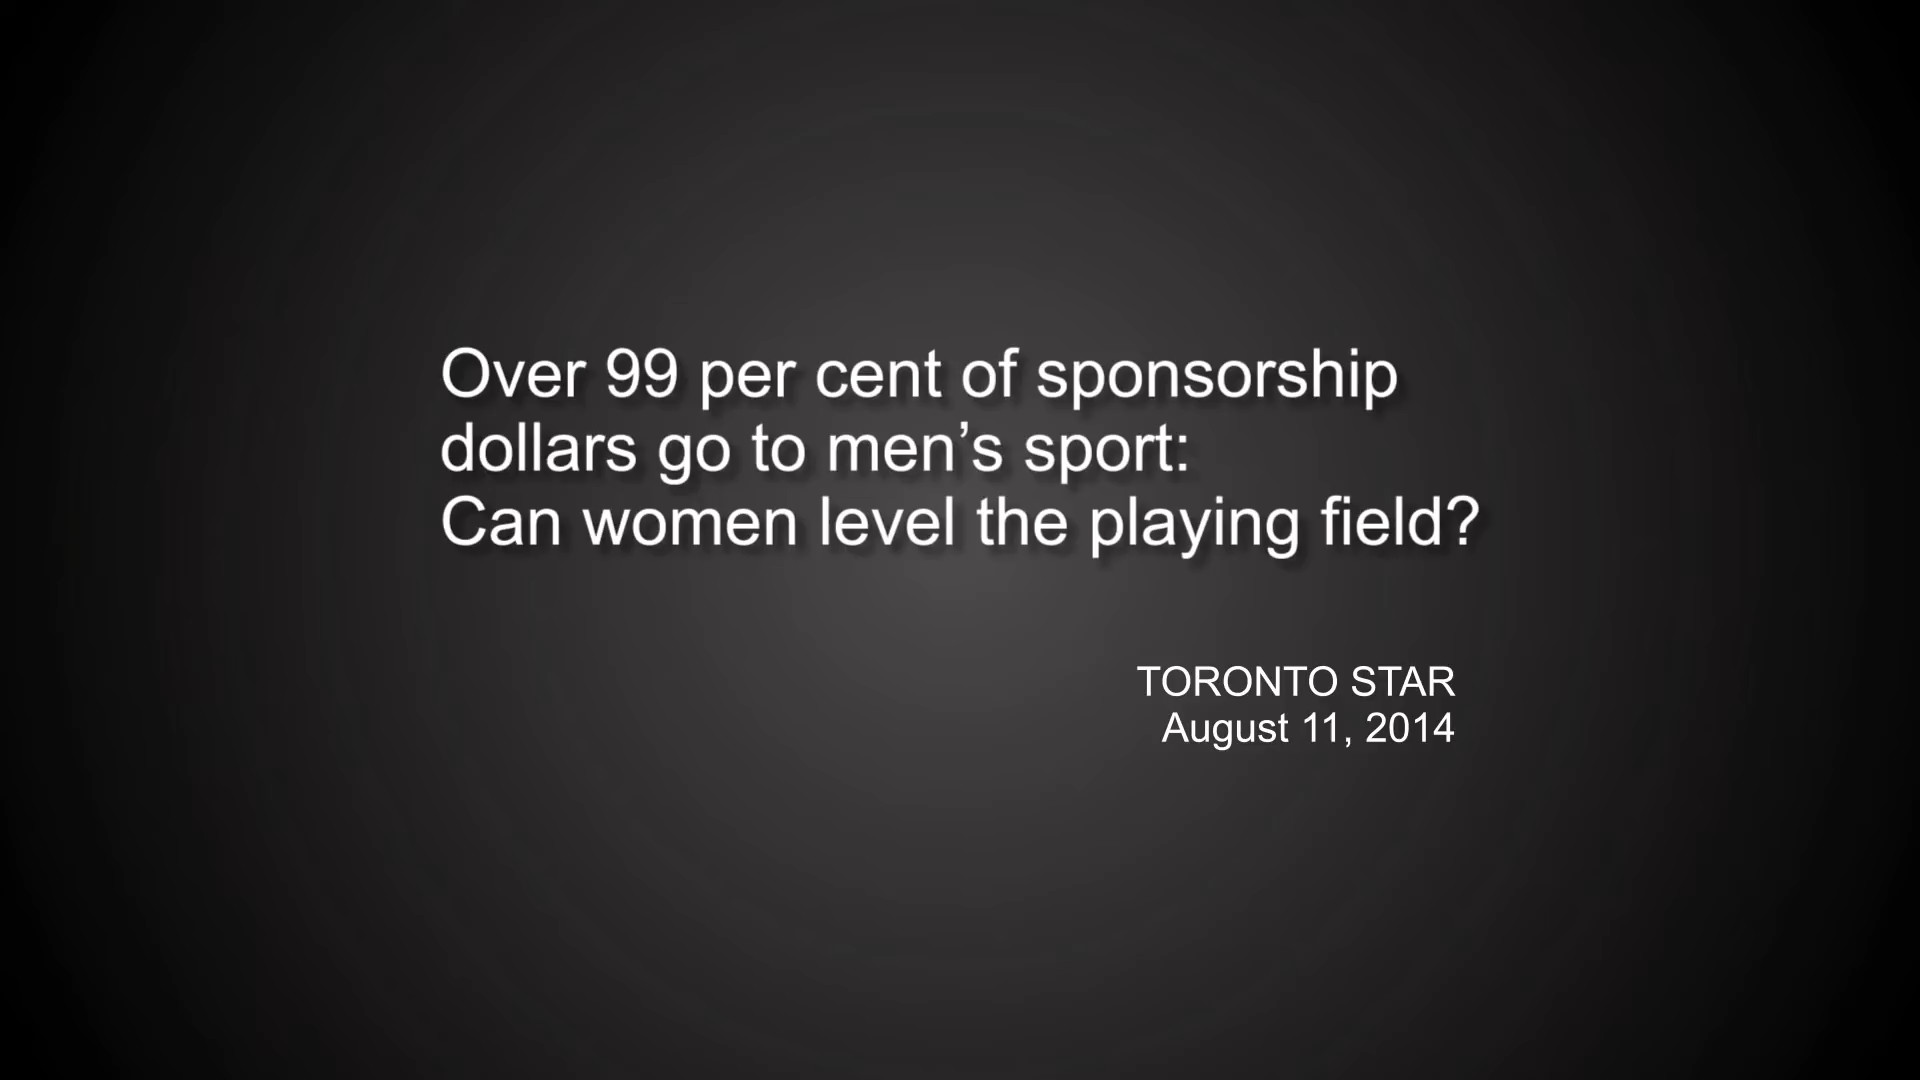 Over 99 per cent of sponsorship
dollars go to men’s sport:
Can women level the playing field?
TORONTO STAR
August 11, 2014